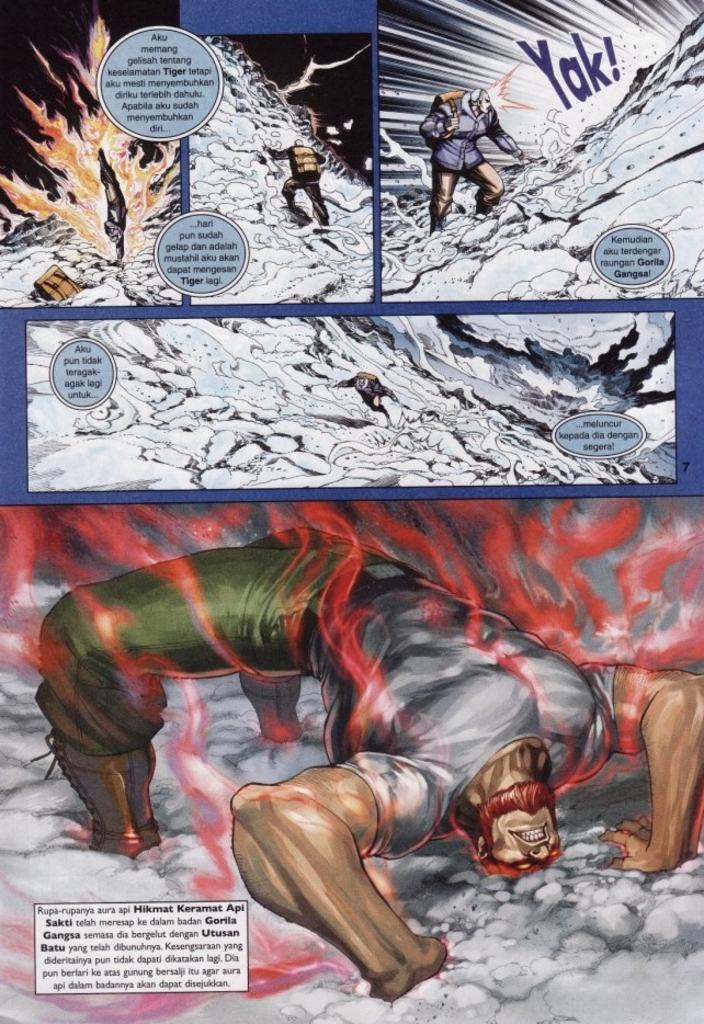 Aku
memang
gelisah tentang
keselamatan Tiger tetapi
aku mesti menyembuhkan
diriku terlebih dahulu.
Apabila aku sudah
menyembuhkan
diri...
...hari
pun sudah
gelap dan adalah
mustahil aku akan
dapat mengesan
Tiger lagi.
Yak!
Kemudian
aku terdengar
raungan Gorila
Gangsa!
Aku
pun tidak
teragak-
agak lagi
untuk...
...meluncur
kepada dia dengan
segera!
7
Rupa-rupanya aura api Hikmat Keramat Api
Sakti telah meresap ke dalam badan Gorila
Gangsa semasa dia bergelut dengan Utusan
Batu yang telah dibunuhnya. Kesengsaraan yang
dideritainya pun tidak dapati dikatakan lagi. Dia
pun berlari ke atas gunung bersalji itu agar aura
api dalam badannya akan dapat disejukkan.